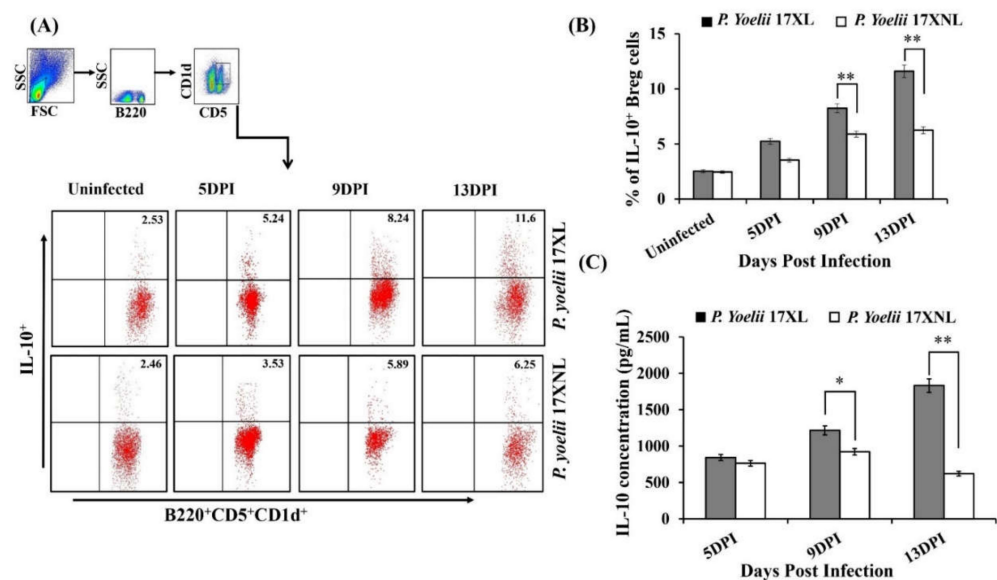 (A)
SSC
FSC
SSC
B220
CD1d
CD5
Uninfected 5DPI 9DPI 13DPI
2.53 5.24 8.24 11.6
P. yoelii 17XL
2.46 3.53 5.89 6.25
P. yoelii 17XNL
IL-10+
B220+CD5+CD1d+
(B)
P. Yoelii 17XL P. Yoelii 17XNL
% of IL-10+ Breg cells
15
10
5
0
** **
Uninfected 5DPI 9DPI 13DPI
Days Post Infection
(C)
P. Yoelii 17XL P. Yoelii 17XNL
IL-10 concentration (pg/mL)
2500
2000
1500
1000
500
0
* **
5DPI 9DPI 13DPI
Days Post Infection